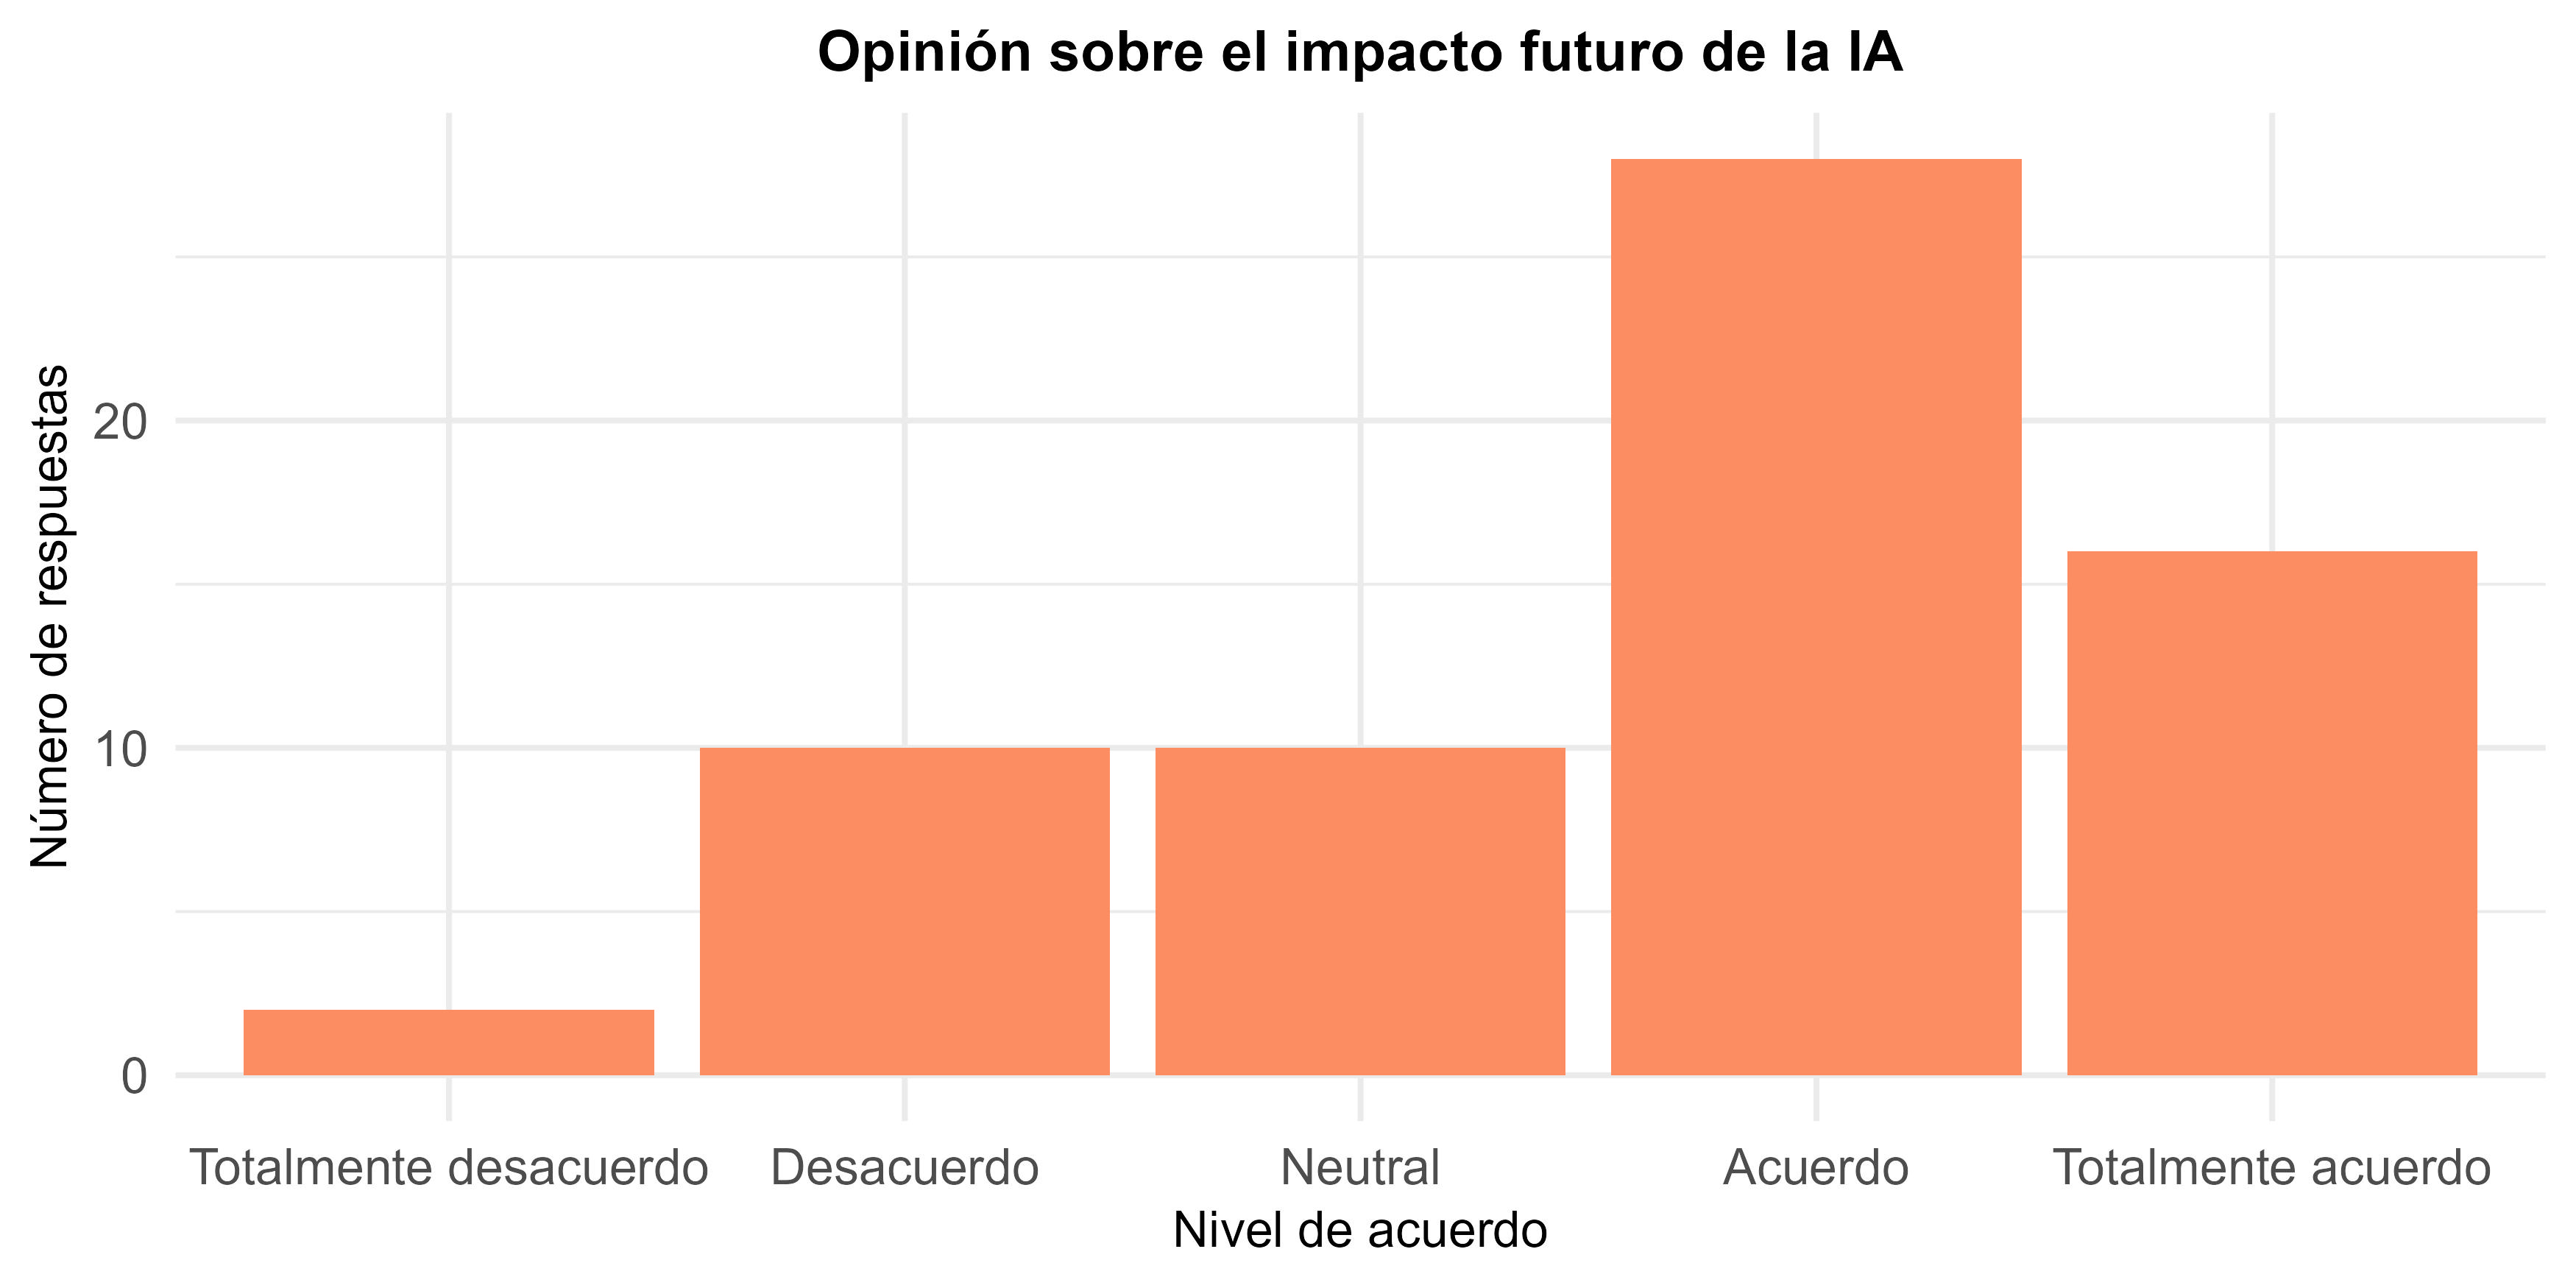 Opinión sobre el impacto futuro de la IA
Número de respuestas
20
10
0
Totalmente desacuerdo Desacuerdo Neutral Acuerdo Totalmente acuerdo
Nivel de acuerdo